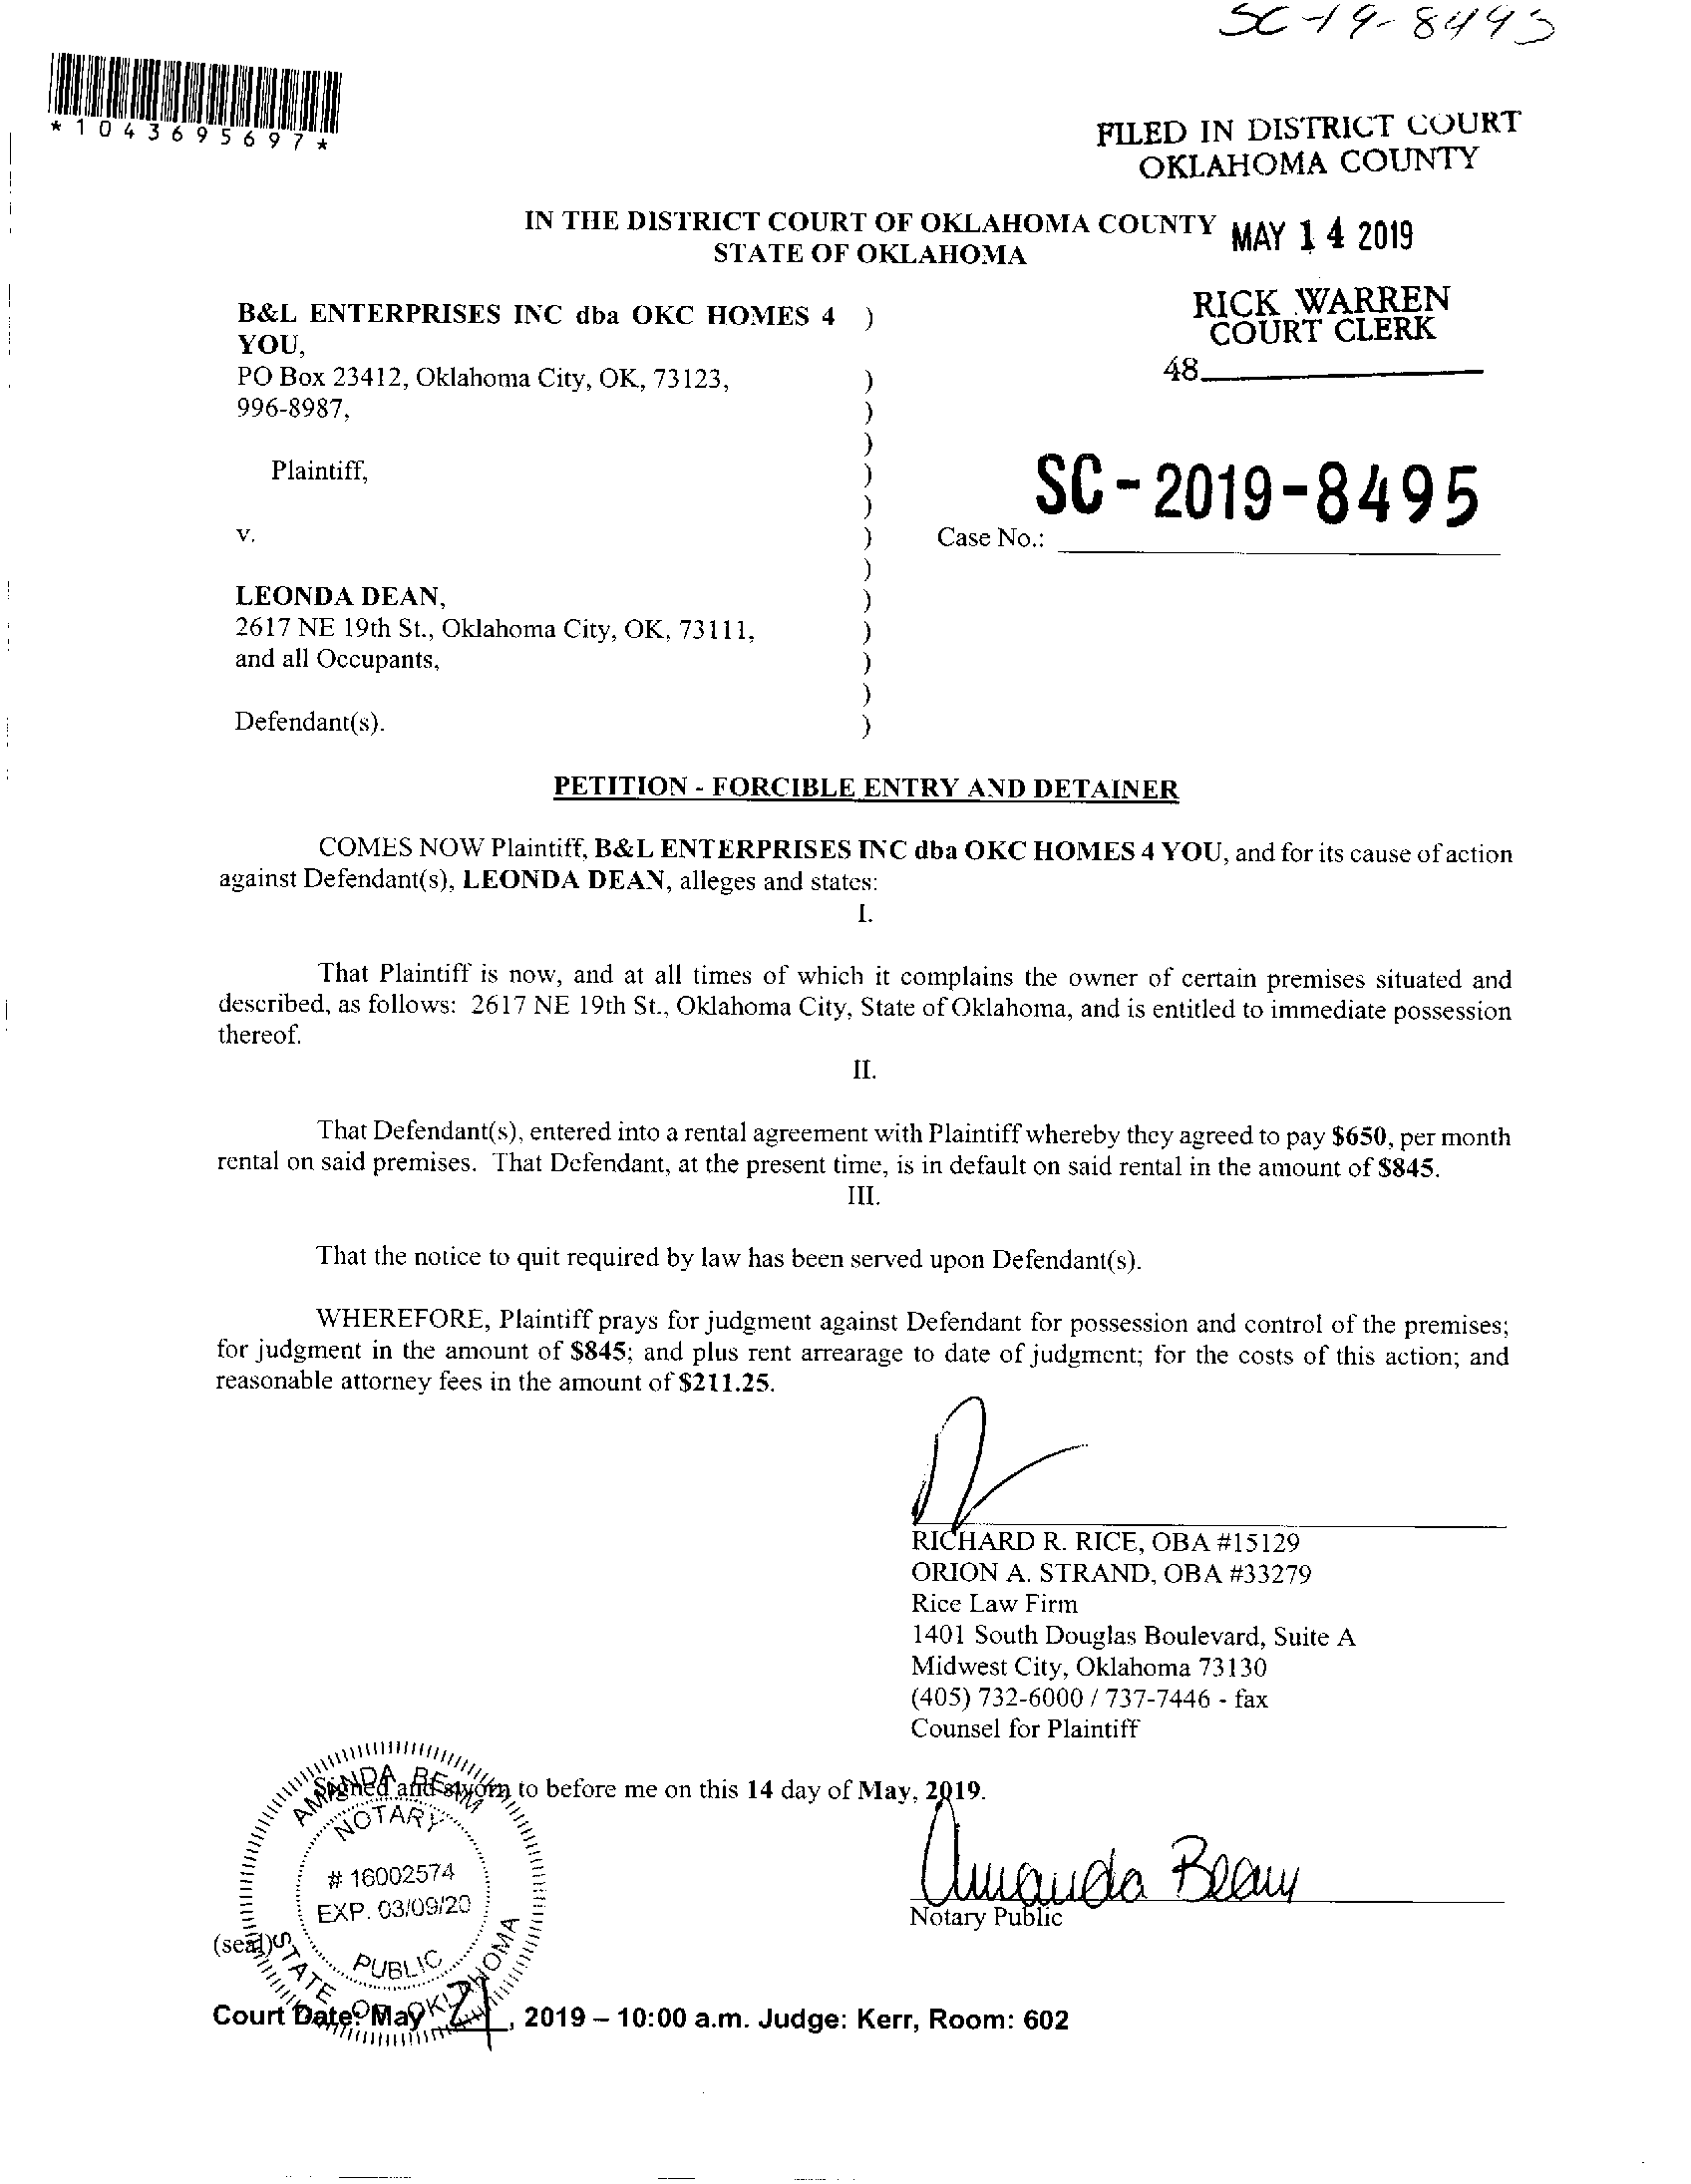 SC-19-8495
*1043695697*
FILED IN DISTRICT COURT
OKLAHOMA COUNTY
IN THE DISTRICT COURT OF OKLAHOMA COUNTY
STATE OF OKLAHOMA
MAY 14 2019
RICK WARREN
COURT CLERK
48
B&L ENTERPRISES INC dba OKC HOMES 4 )
YOU,
PO Box 23412, Oklahoma City, OK, 73123, )
996-8987, )
)
Plaintiff, )
)
SC-2019-8495
v. ) Case No.:
)
LEONDA DEAN, )
2617 NE 19th St., Oklahoma City, OK, 73111, )
and all Occupants, )
)
Defendant(s). )
PETITION - FORCIBLE ENTRY AND DETAINER
COMES NOW Plaintiff, B&L ENTERPRISES INC dba OKC HOMES 4 YOU, and for its cause of action
against Defendant(s), LEONDA DEAN, alleges and states:
I.
That Plaintiff is now, and at all times of which it complains the owner of certain premises situated and
described, as follows: 2617 NE 19th St., Oklahoma City, State of Oklahoma, and is entitled to immediate possession
thereof.
II.
That Defendant(s), entered into a rental agreement with Plaintiff whereby they agreed to pay $650, per month
rental on said premises. That Defendant, at the present time, is in default on said rental in the amount of $845.
III.
That the notice to quit required by law has been served upon Defendant(s).
WHEREFORE, Plaintiff prays for judgment against Defendant for possession and control of the premises;
for judgment in the amount of $845; and plus rent arrearage to date of judgment; for the costs of this action; and
reasonable attorney fees in the amount of $211.25.
RICHARD R. RICE, OBA #15129
ORION A. STRAND, OBA #33279
Rice Law Firm
1401 South Douglas Boulevard, Suite A
Midwest City, Oklahoma 73130
(405) 732-6000 / 737-7446 - fax
Counsel for Plaintiff
Signed and sworn to before me on this 14 day of May, 2019.
AMANDA BEAM
NOTARY
# 16002574
EXP. 03/09/20
PUBLIC
STATE OF OKLAHOMA
Amanda Beam
Notary Public
(seal)
Court Date: May , 2019 – 10:00 a.m. Judge: Kerr, Room: 602